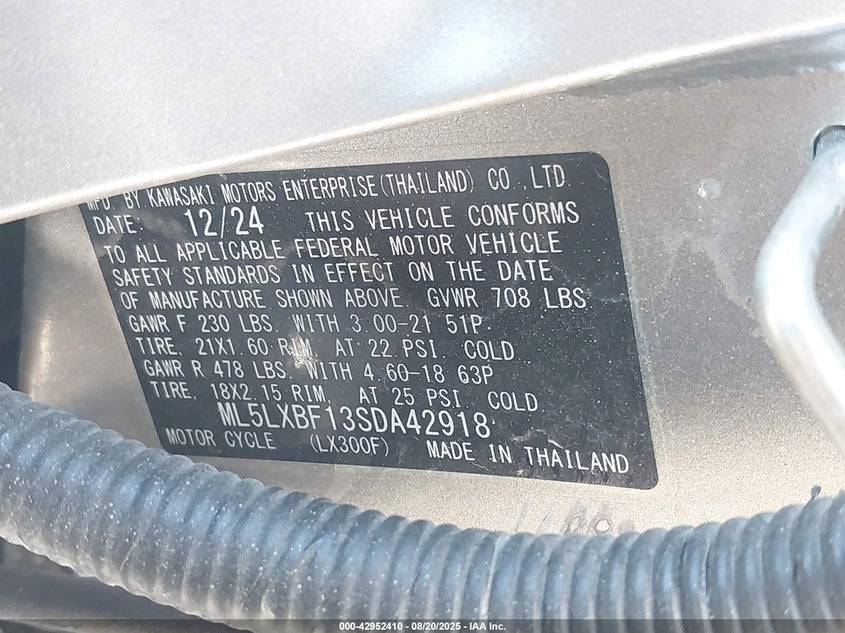 MFD. BY KAWASAKI MOTORS ENTERPRISE(THAILAND) CO.,LTD.
DATE: 12/24 THIS VEHICLE CONFORMS
TO ALL APPLICABLE FEDERAL MOTOR VEHICLE
SAFETY STANDARDS IN EFFECT ON THE DATE
OF MANUFACTURE SHOWN ABOVE. GVWR 708 LBS
GAWR F 230 LBS. WITH 3.00-21 51P.
TIRE, 21X1.60 RIM, AT 22 PSI. COLD
GAWR R 478 LBS. WITH 4.60-18 63P
TIRE, 18X2.15 RIM, AT 25 PSI. COLD
ML5LXBF13SDA42918
MOTOR CYCLE (LX300F) MADE IN THAILAND
000-42952410 - 08/20/2025 - IAA Inc.